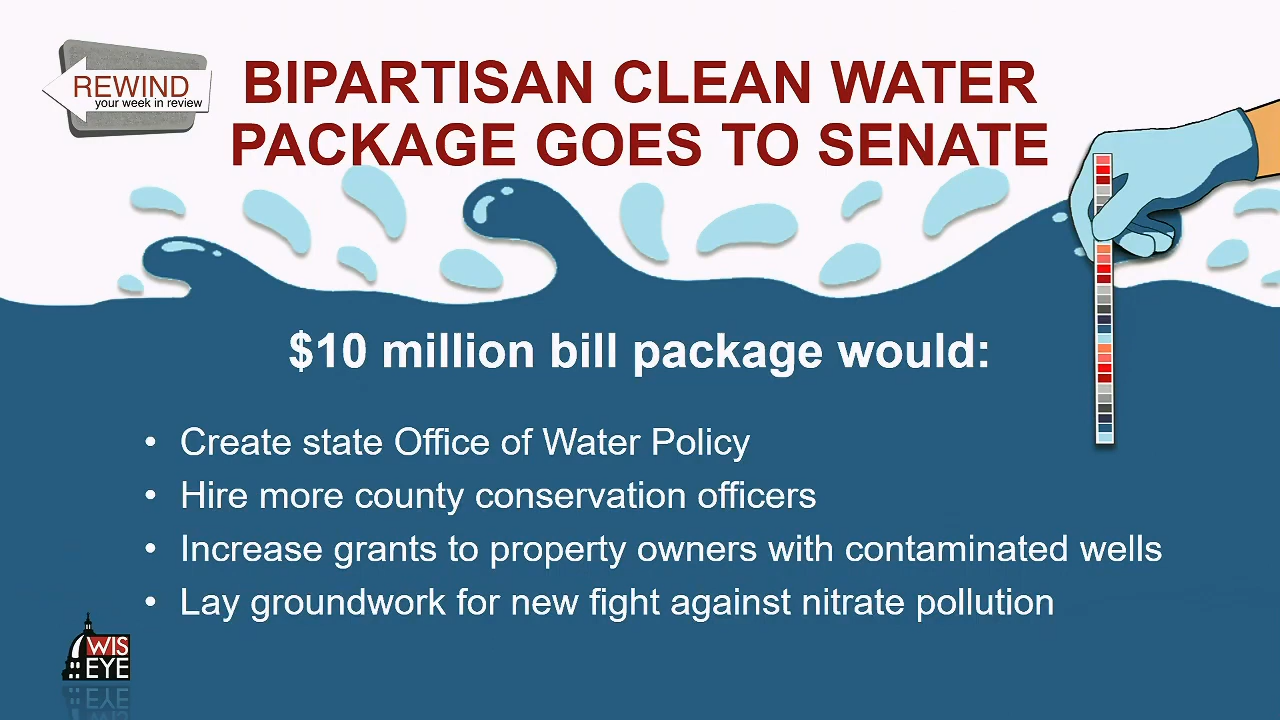 REWIND
your week in review
BIPARTISAN CLEAN WATER
PACKAGE GOES TO SENATE
$10 million bill package would:
• Create state Office of Water Policy
• Hire more county conservation officers
• Increase grants to property owners with contaminated wells
• Lay groundwork for new fight against nitrate pollution
WIS
EYE